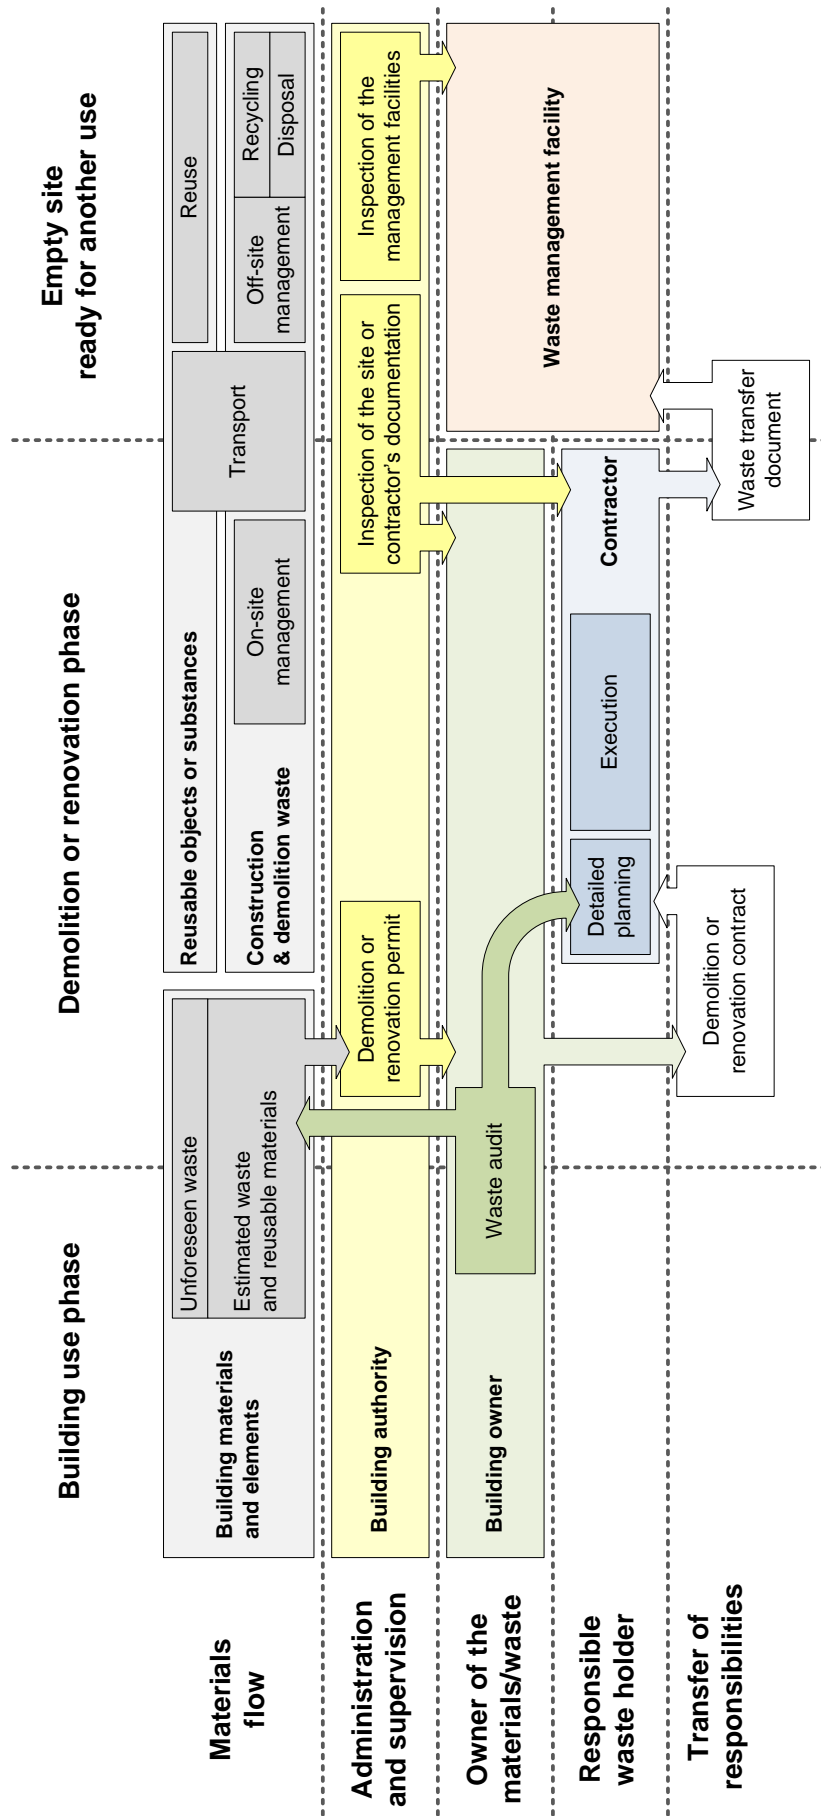 Building use phase
Demolition or renovation phase
Empty site
ready for another use
Materials
flow
Building materials
and elements
Unforeseen waste
Estimated waste
and reusable materials
Reusable objects or substances
Construction
& demolition waste
On-site
management
Transport
Reuse
Off-site
management
Recycling
Disposal
Administration
and supervision
Building authority
Demolition or
renovation permit
Inspection of the site or
contractor’s documentation
Inspection of the
management facilities
Owner of the
materials/waste
Building owner
Waste audit
Waste management facility
Responsible
waste holder
Detailed
planning
Execution
Contractor
Transfer of
responsibilities
Demolition or
renovation contract
Waste transfer
document